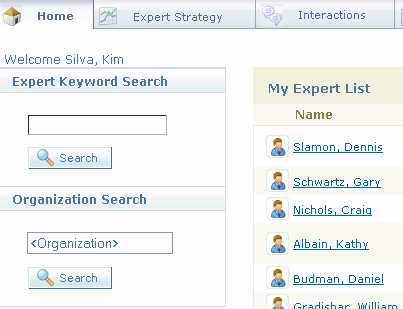 Home
Expert Strategy
Interactions
Welcome Silva, Kim
Expert Keyword Search
Search
Organization Search
<Organization>
Search
My Expert List
Name
Slamon, Dennis
Schwartz, Gary
Nichols, Craig
Albain, Kathy
Budman, Daniel
Gradishar, William